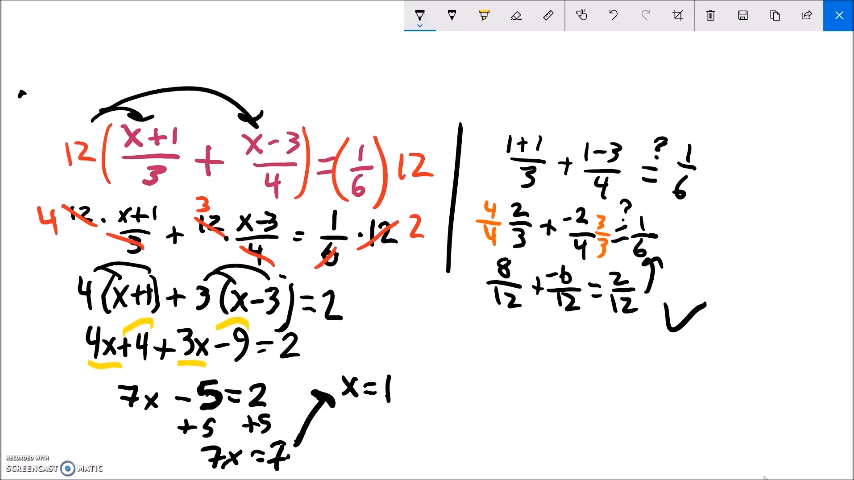 12 ( (x+1)/3 + (x-3)/4 ) = (1/6) 12
4 12 · (x+1)/3 + 3 12 · (x-3)/4 = 1/6 · 12 2
4(x+1) + 3(x-3) = 2
4x+4+3x-9=2
7x - 5 = 2
+5 +5
7x = 7
x = 1
(1+1)/3 + (1-3)/4 =? 1/6
4/4 2/3 + -2/4 3/3 =? 1/6
8/12 + -6/12 = 2/12
RECORDED WITH
SCREENCAST MATIC